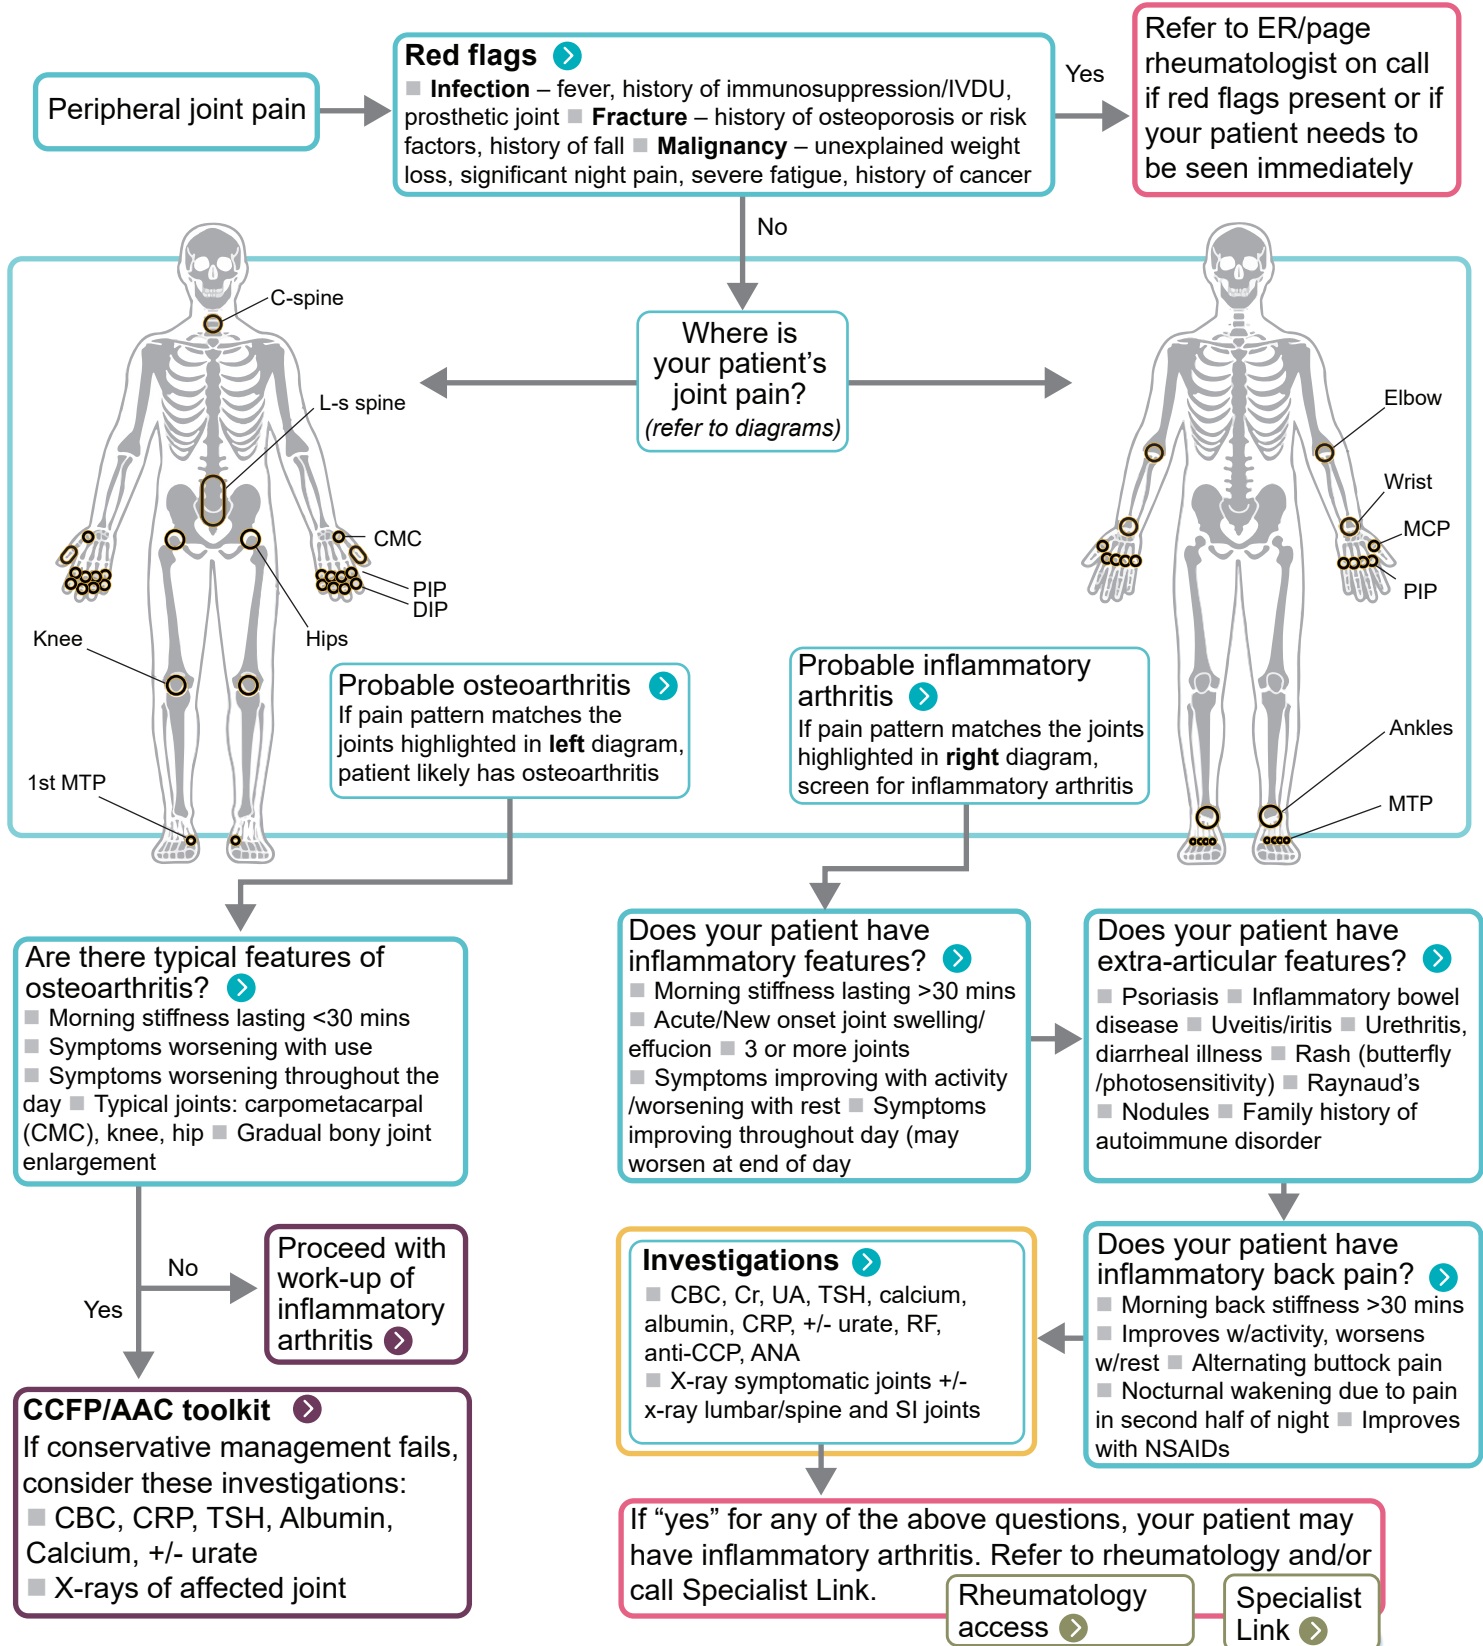 Peripheral joint pain
Red flags
■ Infection – fever, history of immunosuppression/IVDU,
prosthetic joint ■ Fracture – history of osteoporosis or risk
factors, history of fall ■ Malignancy – unexplained weight
loss, significant night pain, severe fatigue, history of cancer
Yes
Refer to ER/page
rheumatologist on call
if red flags present or if
your patient needs to
be seen immediately
No
Where is
your patient's
joint pain?
(refer to diagrams)
C-spine
L-s spine
CMC
PIP
DIP
Hips
Knee
1st MTP
Elbow
Wrist
MCP
PIP
Ankles
MTP
Probable osteoarthritis
If pain pattern matches the
joints highlighted in left diagram,
patient likely has osteoarthritis
Probable inflammatory
arthritis
If pain pattern matches the joints
highlighted in right diagram,
screen for inflammatory arthritis
Are there typical features of
osteoarthritis?
■ Morning stiffness lasting <30 mins
■ Symptoms worsening with use
■ Symptoms worsening throughout the
day ■ Typical joints: carpometacarpal
(CMC), knee, hip ■ Gradual bony joint
enlargement
No
Yes
Proceed with
work-up of
inflammatory
arthritis
CCFP/AAC toolkit
If conservative management fails,
consider these investigations:
■ CBC, CRP, TSH, Albumin,
Calcium, +/- urate
■ X-rays of affected joint
Does your patient have
inflammatory features?
■ Morning stiffness lasting >30 mins
■ Acute/New onset joint swelling/
effucion ■ 3 or more joints
■ Symptoms improving with activity
/worsening with rest ■ Symptoms
improving throughout day (may
worsen at end of day
Does your patient have
extra-articular features?
■ Psoriasis ■ Inflammatory bowel
disease ■ Uveitis/iritis ■ Urethritis,
diarrheal illness ■ Rash (butterfly
/photosensitivity) ■ Raynaud's
■ Nodules ■ Family history of
autoimmune disorder
Does your patient have
inflammatory back pain?
■ Morning back stiffness >30 mins
■ Improves w/activity, worsens
w/rest ■ Alternating buttock pain
■ Nocturnal wakening due to pain
in second half of night ■ Improves
with NSAIDs
Investigations
■ CBC, Cr, UA, TSH, calcium,
albumin, CRP, +/- urate, RF,
anti-CCP, ANA
■ X-ray symptomatic joints +/-
x-ray lumbar/spine and SI joints
If “yes” for any of the above questions, your patient may
have inflammatory arthritis. Refer to rheumatology and/or
call Specialist Link.
Rheumatology
access
Specialist
Link